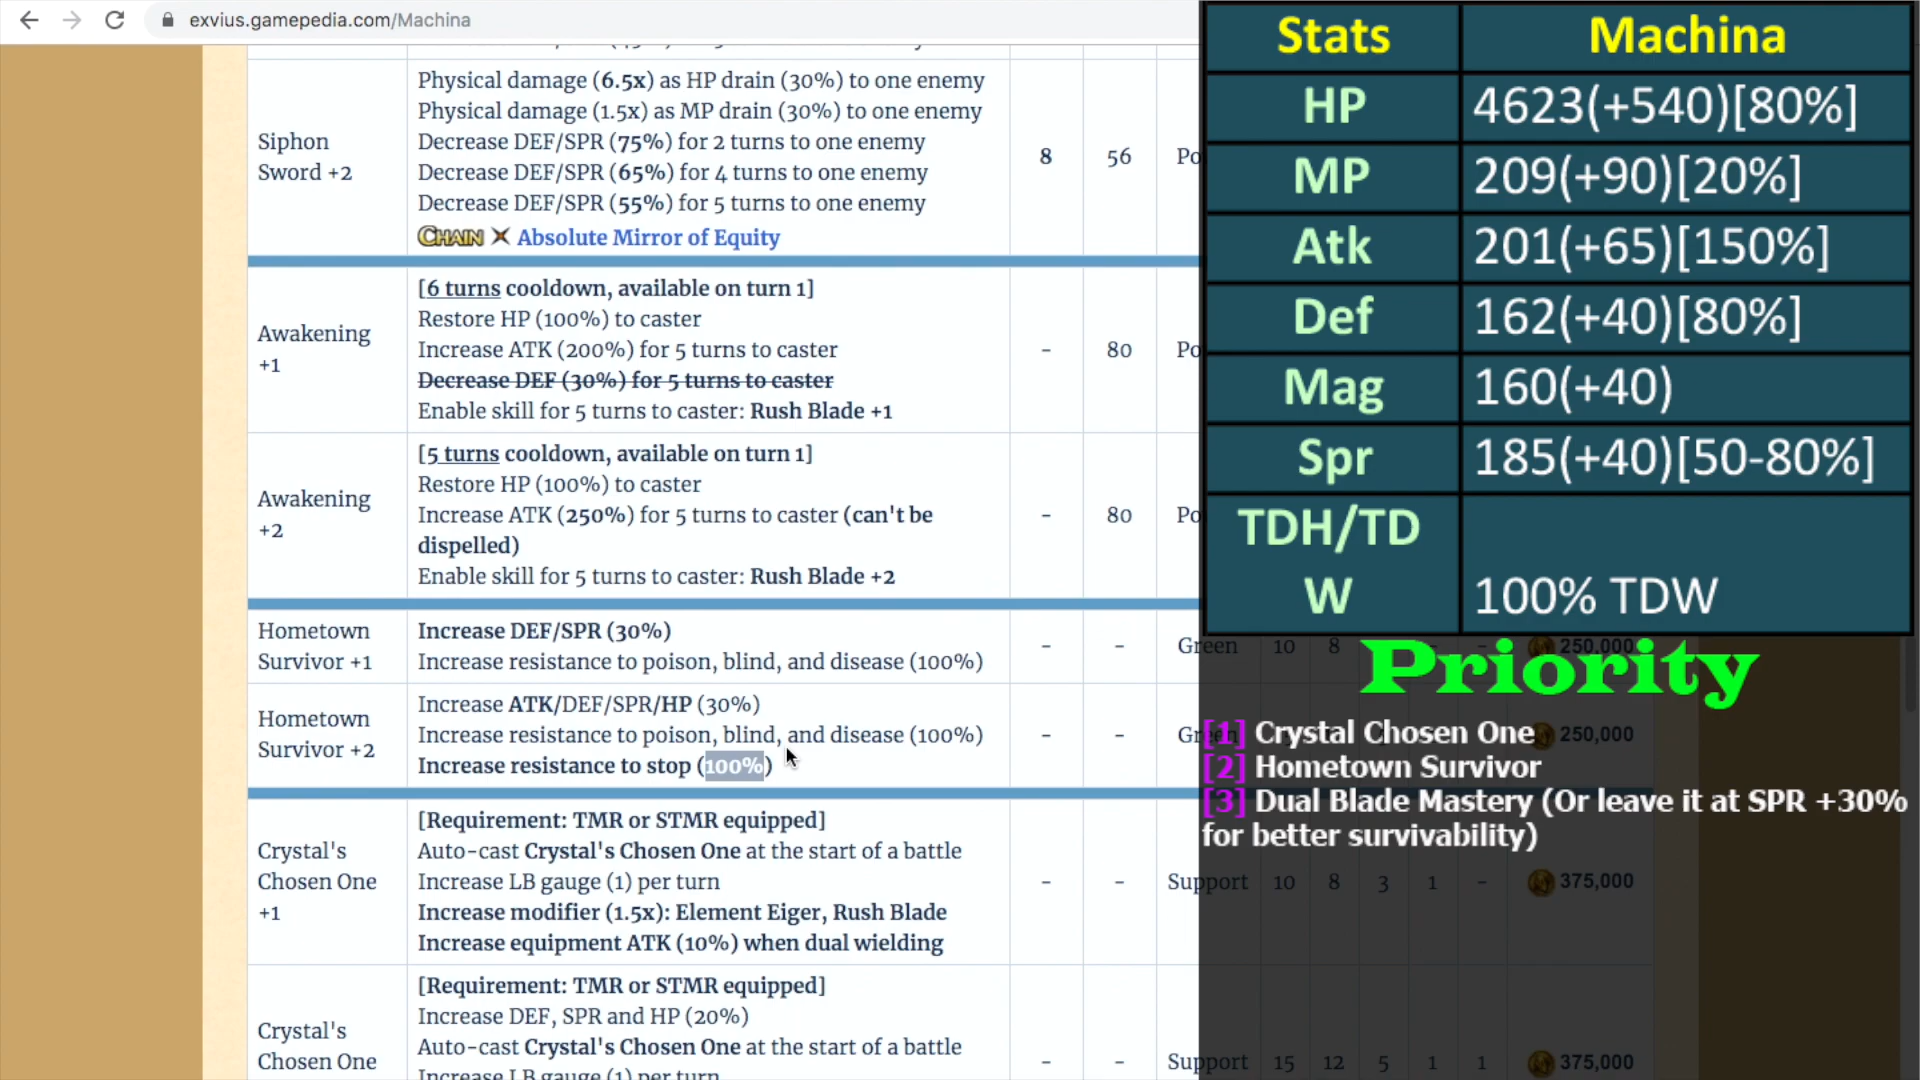 exvius.gamepedia.com/Machina
Siphon
Sword +2
Physical damage (6.5x) as HP drain (30%) to one enemy
Physical damage (1.5x) as MP drain (30%) to one enemy
Decrease DEF/SPR (75%) for 2 turns to one enemy
Decrease DEF/SPR (65%) for 4 turns to one enemy
Decrease DEF/SPR (55%) for 5 turns to one enemy
CHAIN Absolute Mirror of Equity
8
56
Po
Awakening
+1
[6 turns cooldown, available on turn 1]
Restore HP (100%) to caster
Increase ATK (200%) for 5 turns to caster
Decrease DEF (30%) for 5 turns to caster
Enable skill for 5 turns to caster: Rush Blade +1
-
80
Po
Awakening
+2
[5 turns cooldown, available on turn 1]
Restore HP (100%) to caster
Increase ATK (250%) for 5 turns to caster (can't be
dispelled)
Enable skill for 5 turns to caster: Rush Blade +2
-
80
Po
Hometown
Survivor +1
Increase DEF/SPR (30%)
Increase resistance to poison, blind, and disease (100%)
-
-
Green
10
8
-
250,000
Hometown
Survivor +2
Increase ATK/DEF/SPR/HP (30%)
Increase resistance to poison, blind, and disease (100%)
Increase resistance to stop (100%)
-
-
250,000
Crystal's
Chosen One
+1
[Requirement: TMR or STMR equipped]
Auto-cast Crystal's Chosen One at the start of a battle
Increase LB gauge (1) per turn
Increase modifier (1.5x): Element Eiger, Rush Blade
Increase equipment ATK (10%) when dual wielding
-
-
Support
10
8
3
1
-
375,000
Crystal's
Chosen One
[Requirement: TMR or STMR equipped]
Increase DEF, SPR and HP (20%)
Auto-cast Crystal's Chosen One at the start of a battle
Increase LB gauge (1) per turn
-
-
Support
15
12
5
1
1
375,000
Stats
Machina
HP
4623(+540)[80%]
MP
209(+90)[20%]
Atk
201(+65)[150%]
Def
162(+40)[80%]
Mag
160(+40)
Spr
185(+40)[50-80%]
TDH/TD
W
100% TDW
Priority
[1] Crystal Chosen One
[2] Hometown Survivor
[3] Dual Blade Mastery (Or leave it at SPR +30%
for better survivability)